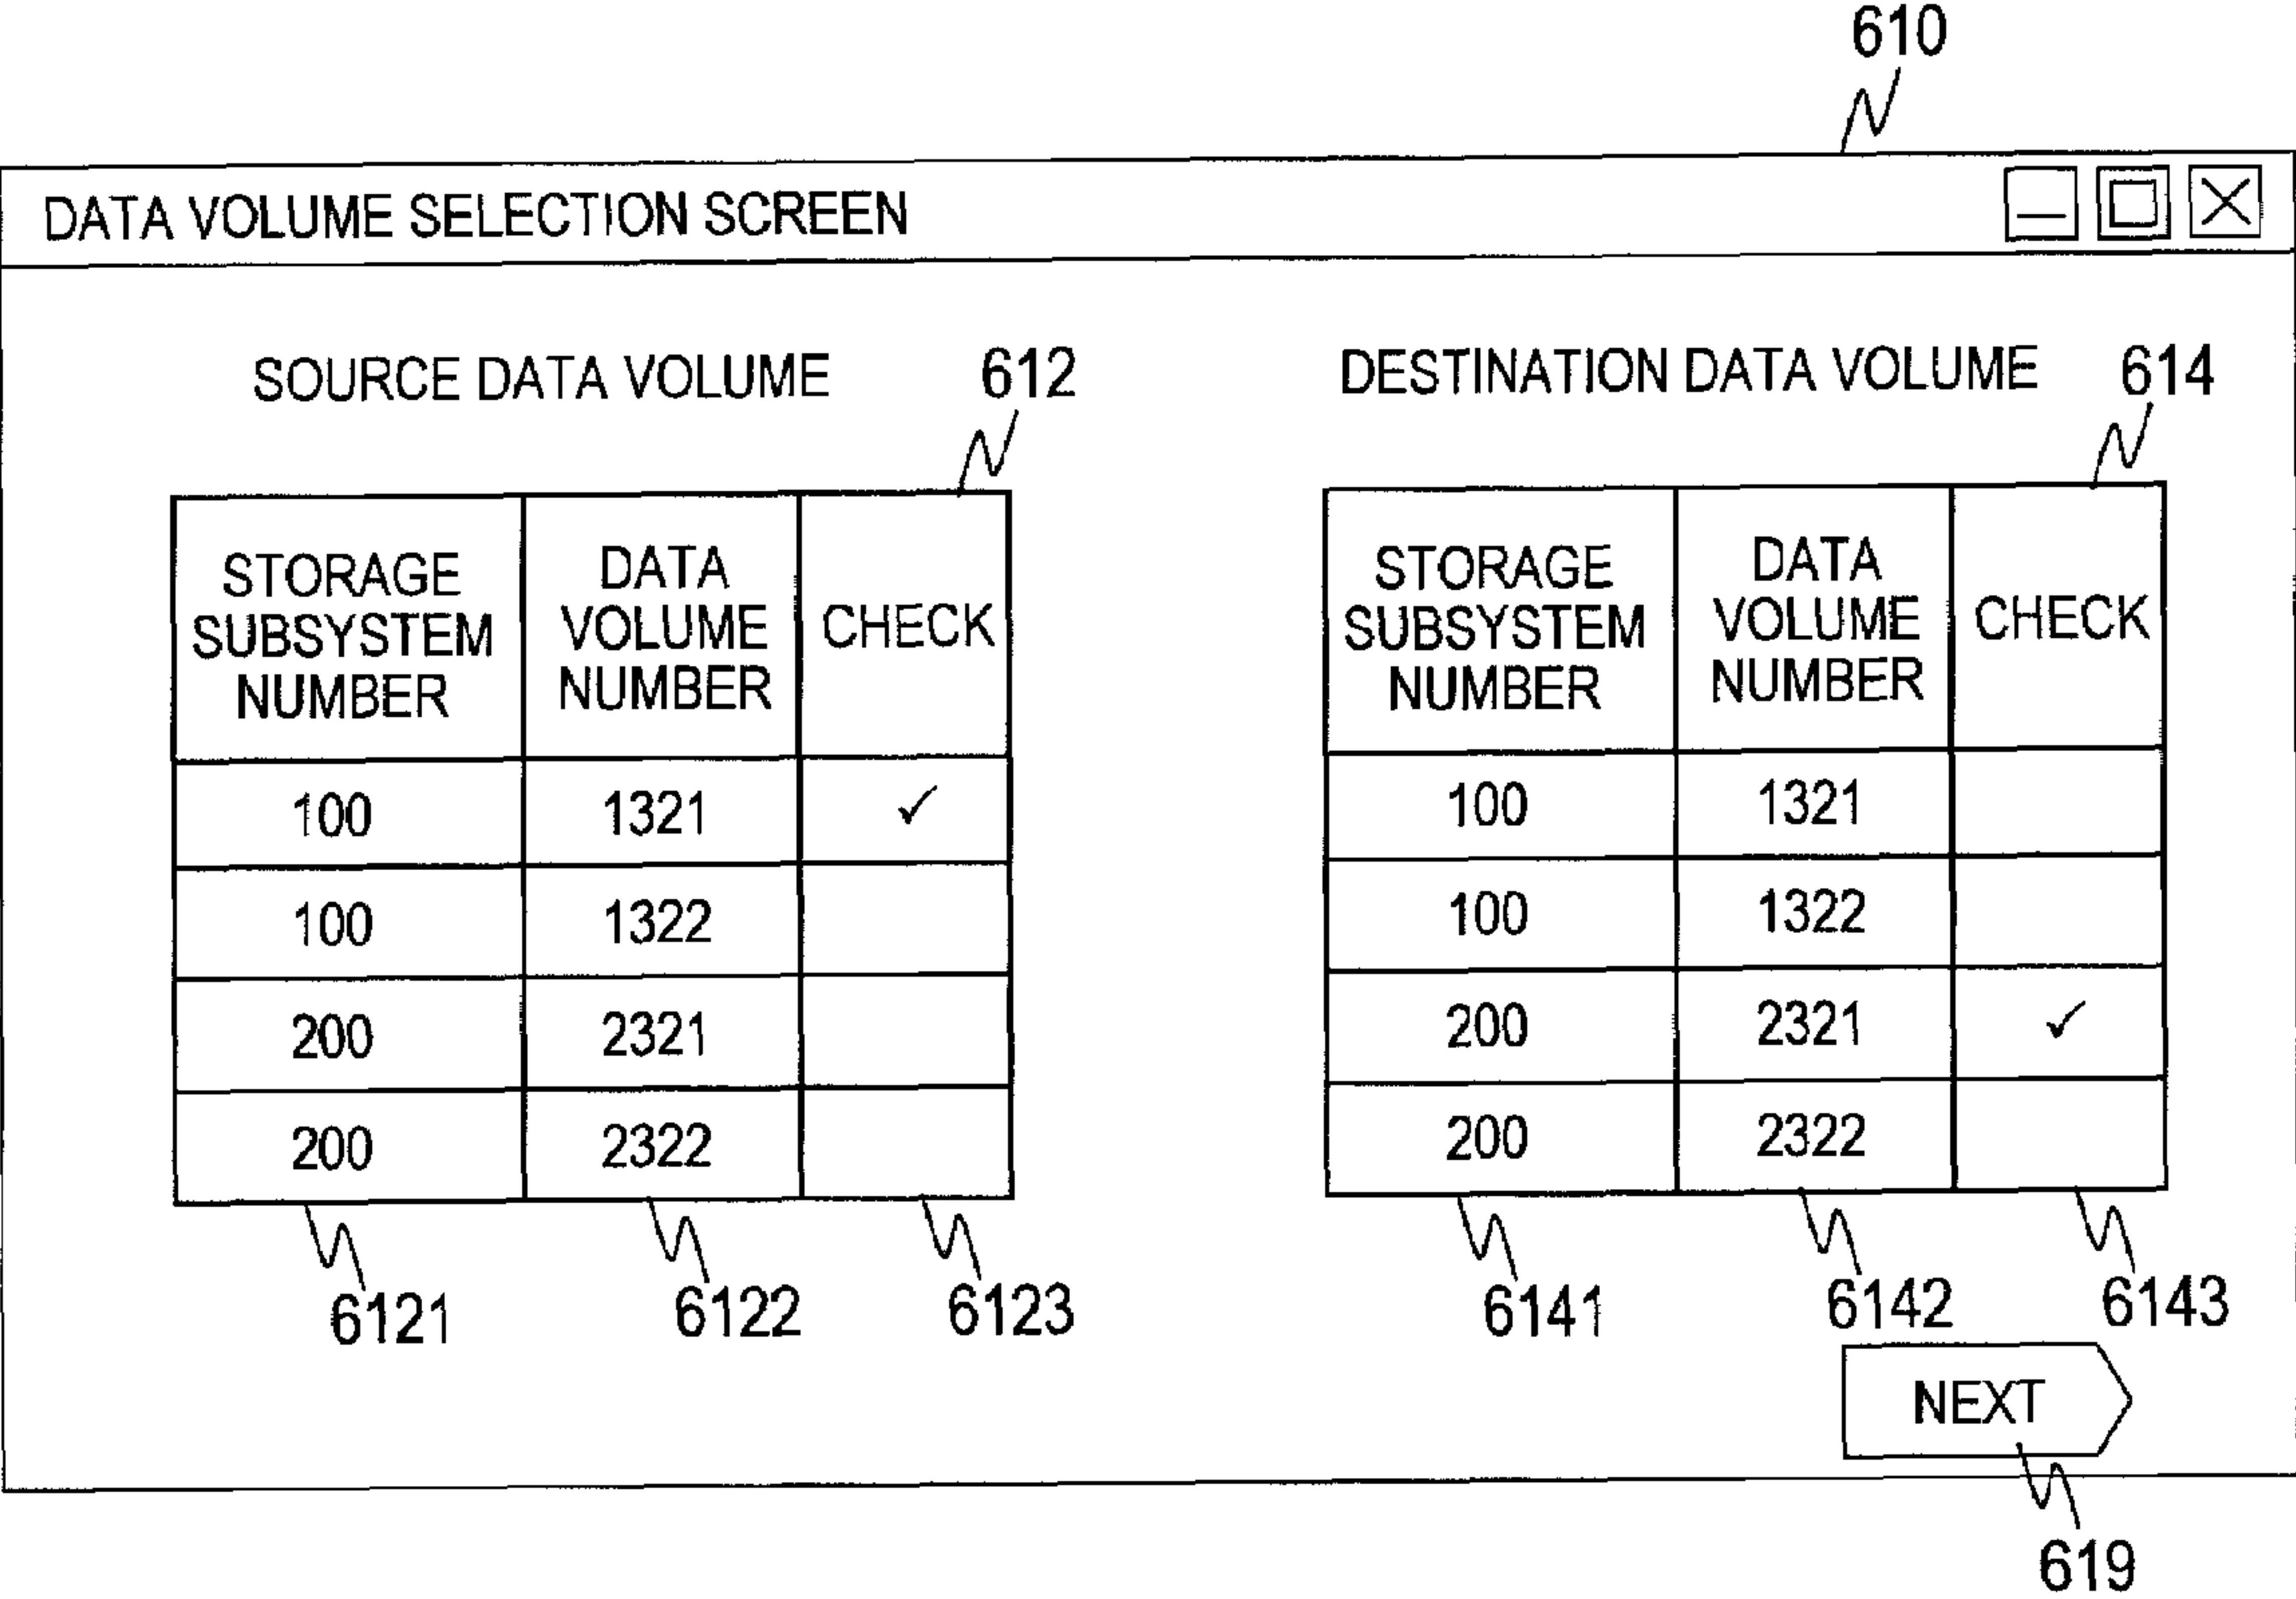 610
DATA VOLUME SELECTION SCREEN
SOURCE DATA VOLUME
612
DESTINATION DATA VOLUME
614
STORAGE SUBSYSTEM NUMBER DATA VOLUME NUMBER CHECK
100 1321 ✓
100 1322
200 2321
200 2322
6121 6122 6123
STORAGE SUBSYSTEM NUMBER DATA VOLUME NUMBER CHECK
100 1321
100 1322
200 2321 ✓
200 2322
6141 6142 6143
NEXT
619